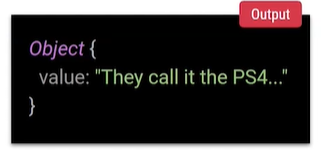 Output
Object {
value: "They call it the PS4..."
}